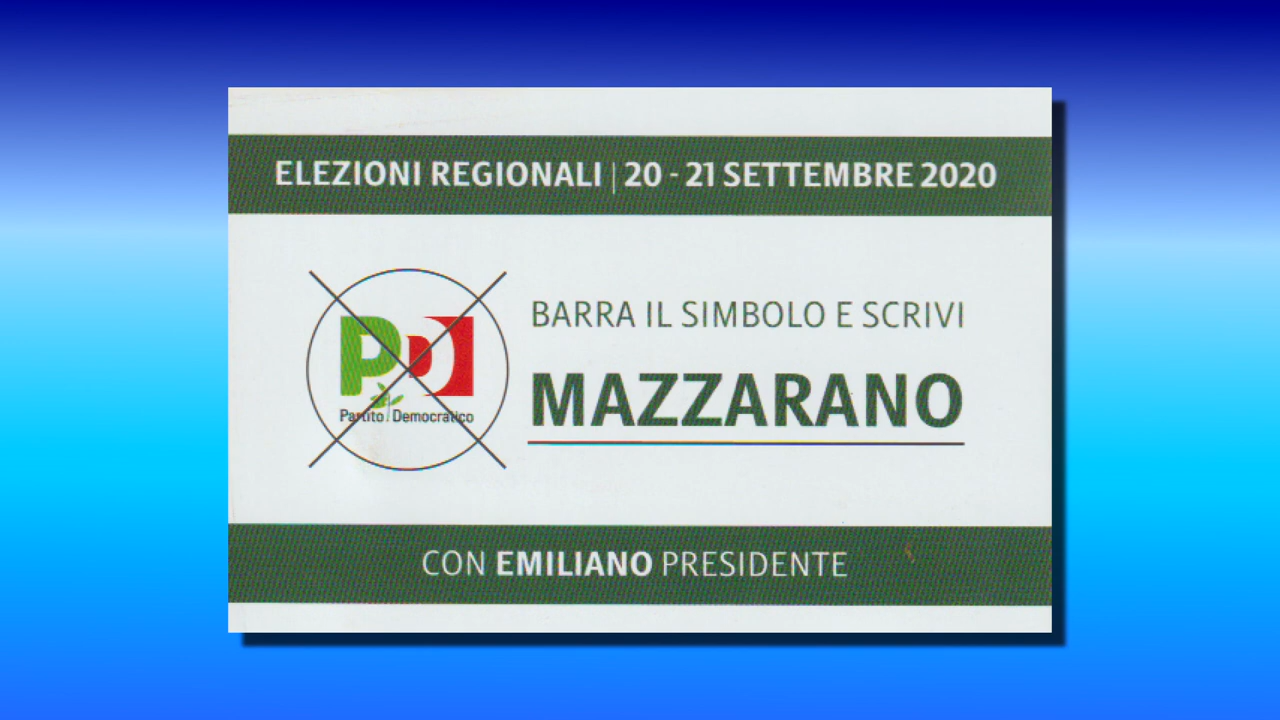 ELEZIONI REGIONALI | 20 - 21 SETTEMBRE 2020
PD
Partito Democratico
BARRA IL SIMBOLO E SCRIVI
MAZZARANO
CON EMILIANO PRESIDENTE